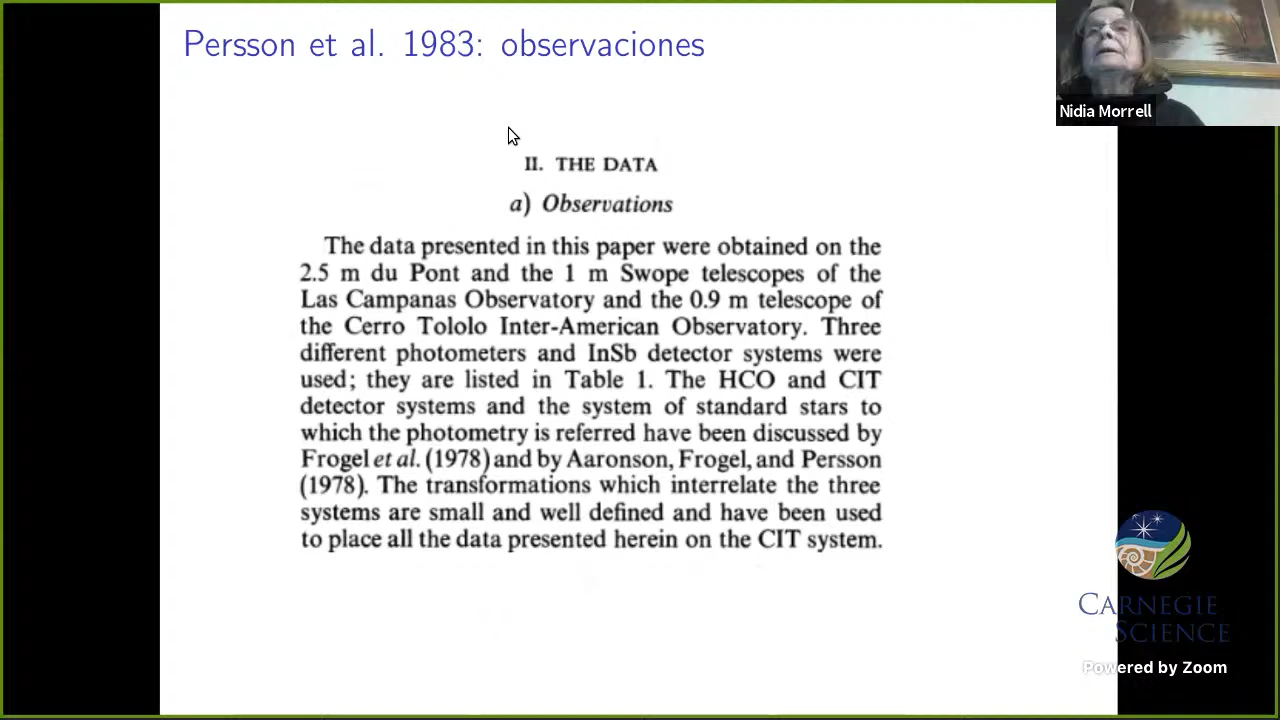 Persson et al. 1983: observaciones
Nidia Morrell
II. THE DATA
a) Observations
The data presented in this paper were obtained on the
2.5 m du Pont and the 1 m Swope telescopes of the
Las Campanas Observatory and the 0.9 m telescope of
the Cerro Tololo Inter-American Observatory. Three
different photometers and InSb detector systems were
used; they are listed in Table 1. The HCO and CIT
detector systems and the system of standard stars to
which the photometry is referred have been discussed by
Frogel et al. (1978) and by Aaronson, Frogel, and Persson
(1978). The transformations which interrelate the three
systems are small and well defined and have been used
to place all the data presented herein on the CIT system.
CARNEGIE
SCIENCE
Powered by Zoom